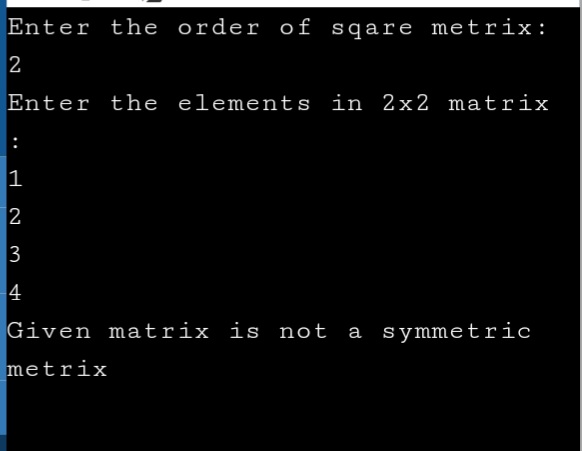 Enter the order of sqare metrix:
2
Enter the elements in 2x2 matrix
:
1
2
3
4
Given matrix is not a symmetric
metrix